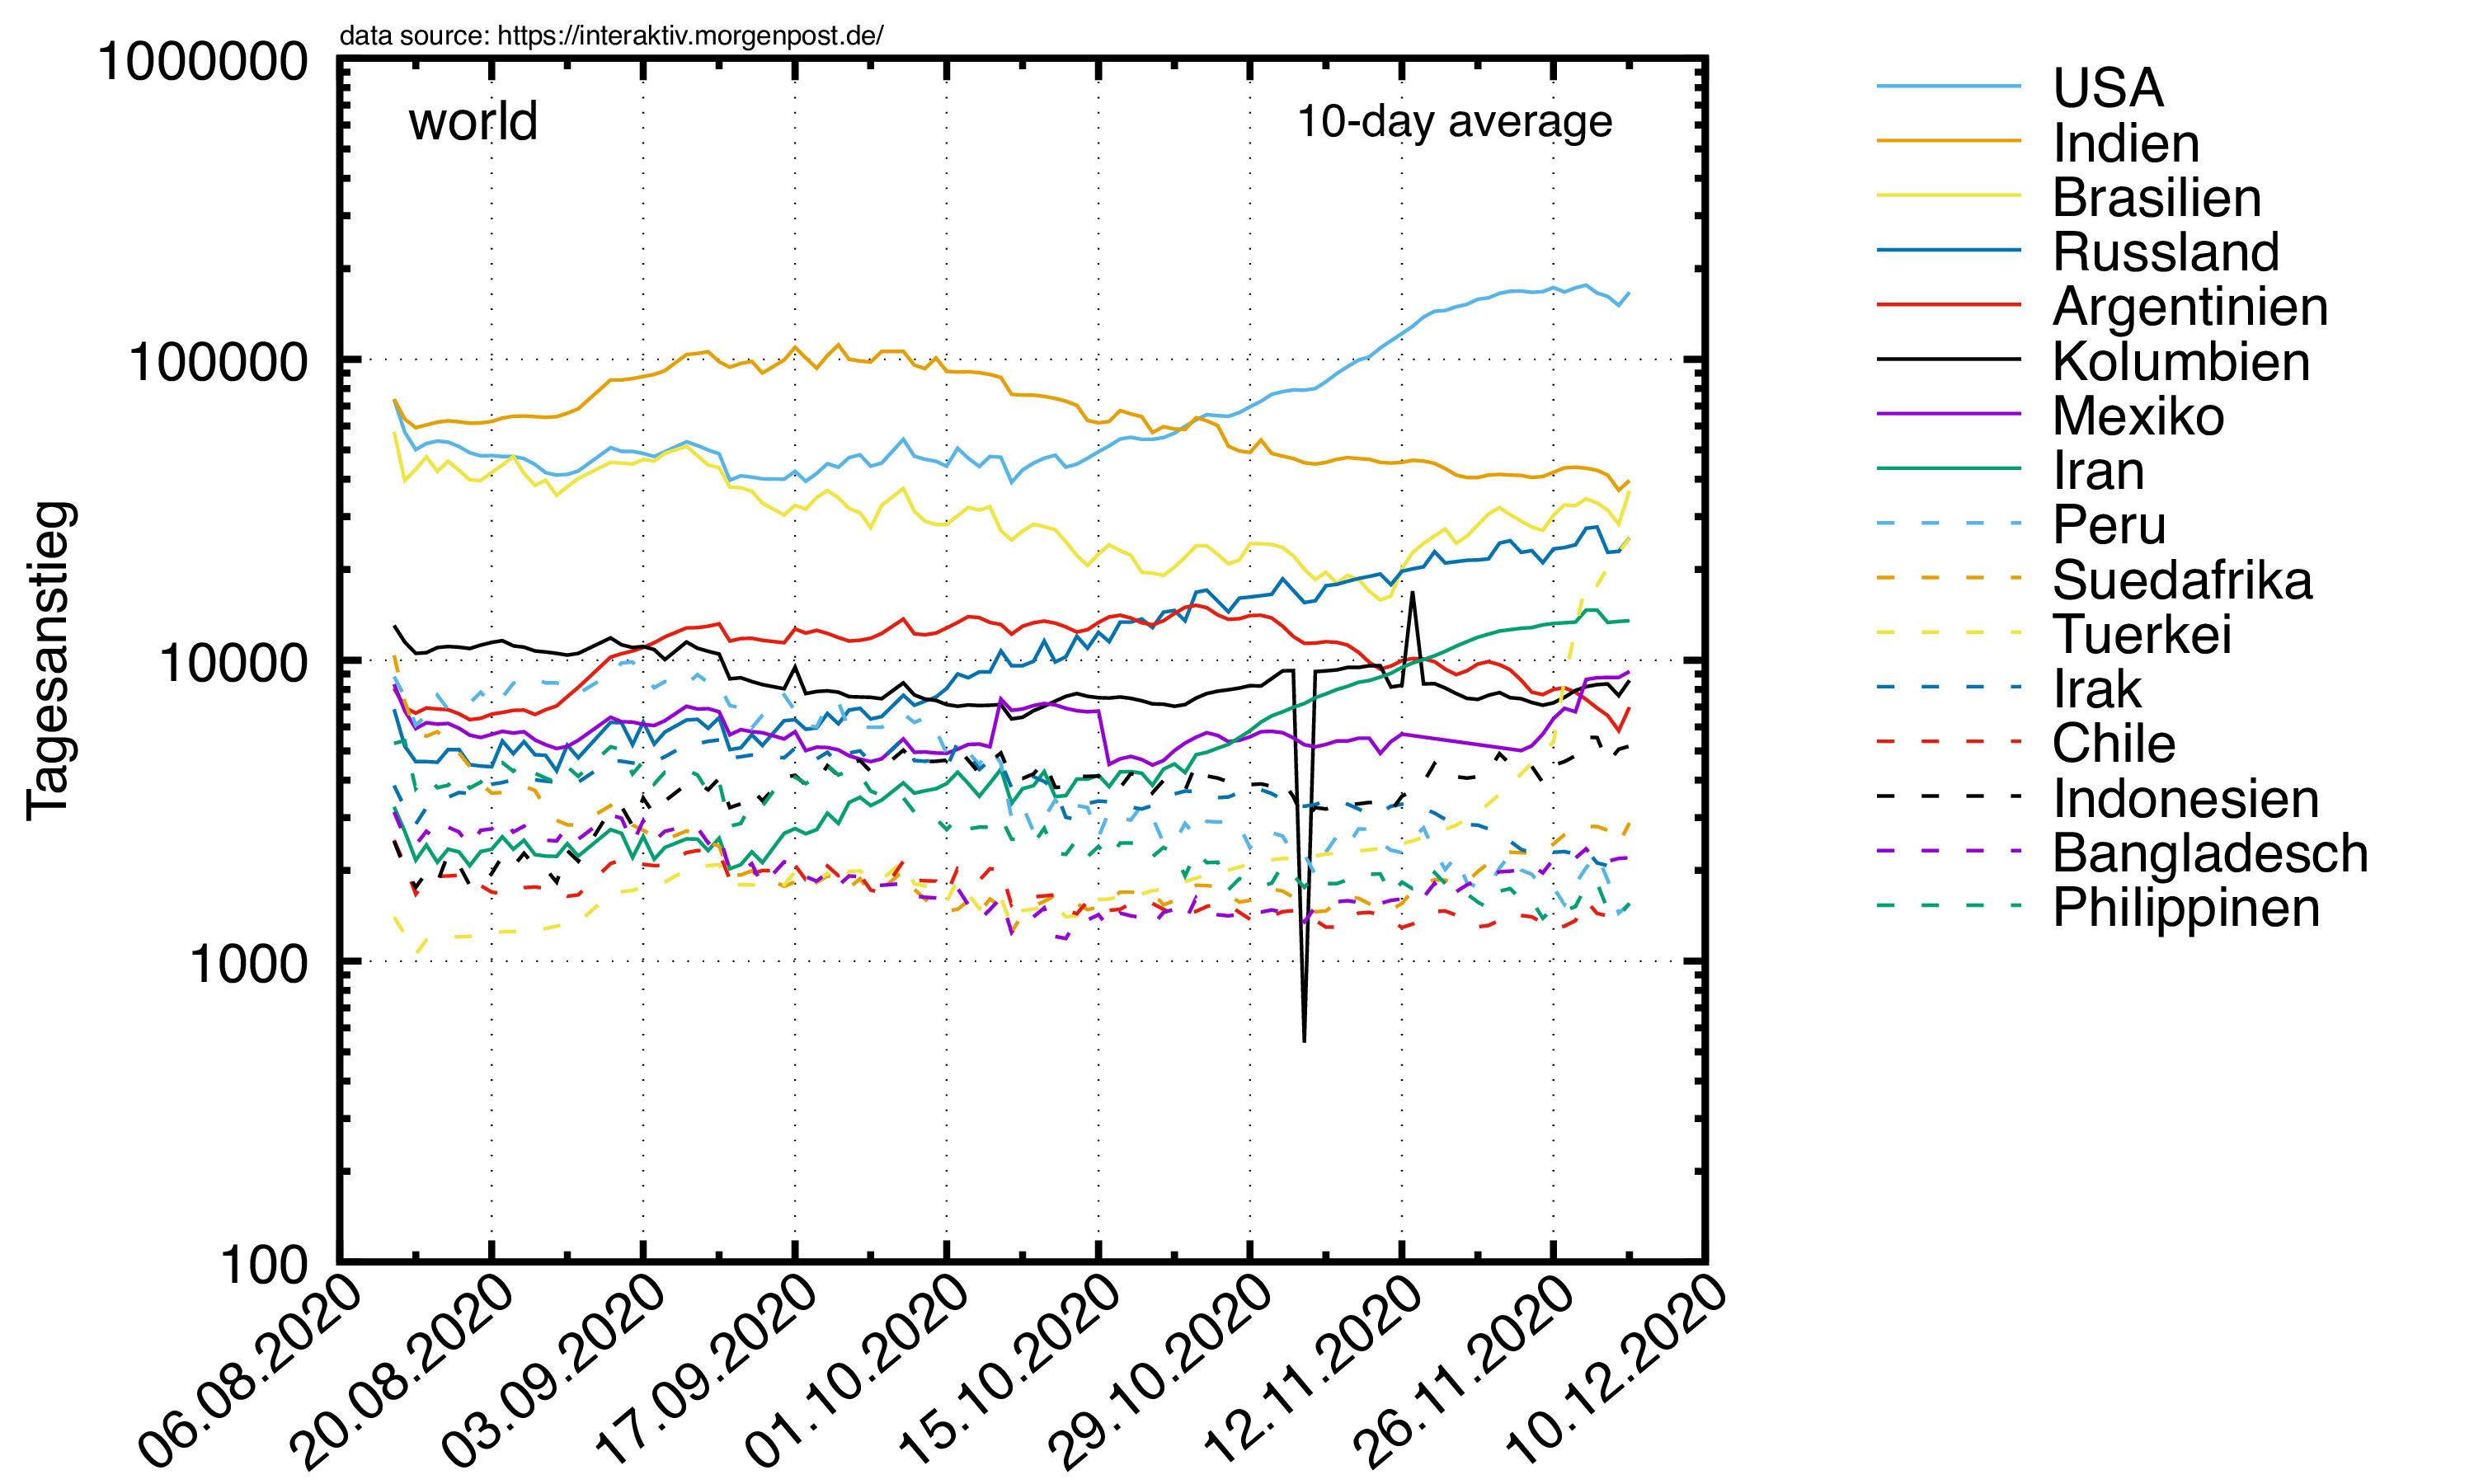 data source: https://interaktiv.morgenpost.de/
world
10-day average
Tagesanstieg
1000000
100000
10000
1000
100
06.08.2020
20.08.2020
03.09.2020
17.09.2020
01.10.2020
15.10.2020
29.10.2020
12.11.2020
26.11.2020
10.12.2020
USA
Indien
Brasilien
Russland
Argentinien
Kolumbien
Mexiko
Iran
Peru
Suedafrika
Tuerkei
Irak
Chile
Indonesien
Bangladesch
Philippinen